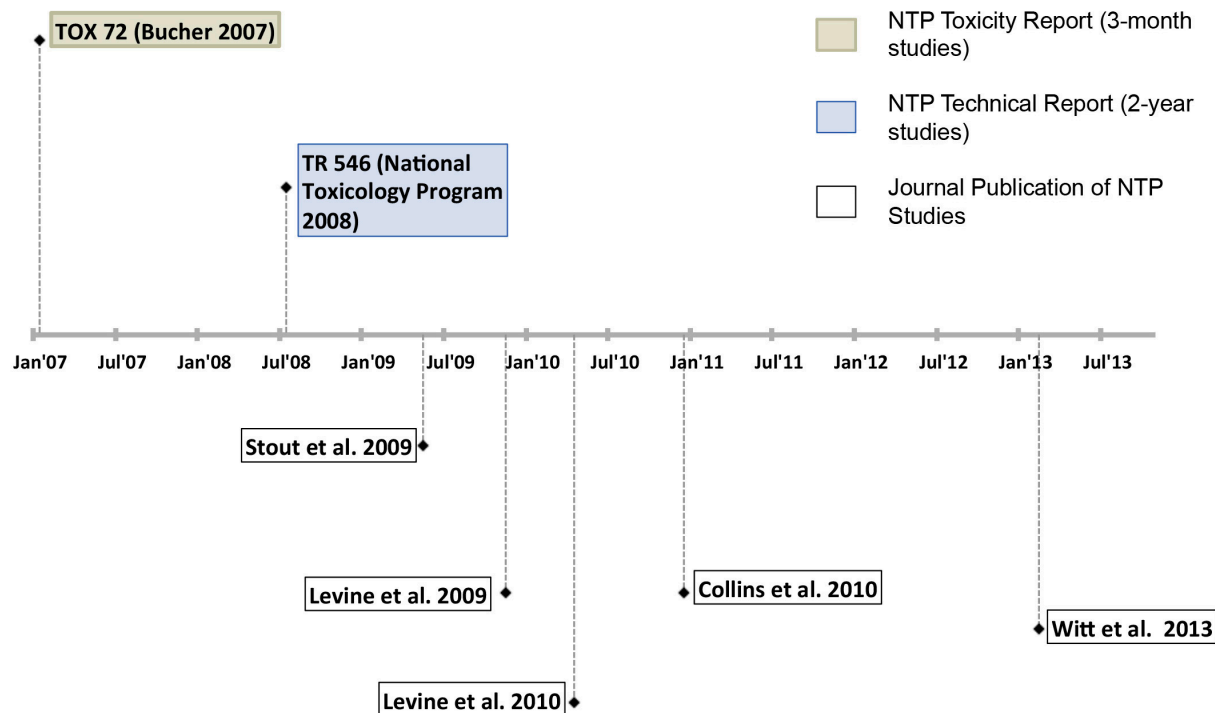 TOX 72 (Bucher 2007)
NTP Toxicity Report (3-month
studies)
NTP Technical Report (2-year
studies)
Journal Publication of NTP
Studies
TR 546 (National
Toxicology Program
2008)
Jan'07 Jul'07 Jan'08 Jul'08 Jan'09 Jul'09 Jan'10 Jul'10 Jan'11 Jul'11 Jan'12 Jul'12 Jan'13 Jul'13
Stout et al. 2009
Levine et al. 2009
Collins et al. 2010
Witt et al. 2013
Levine et al. 2010